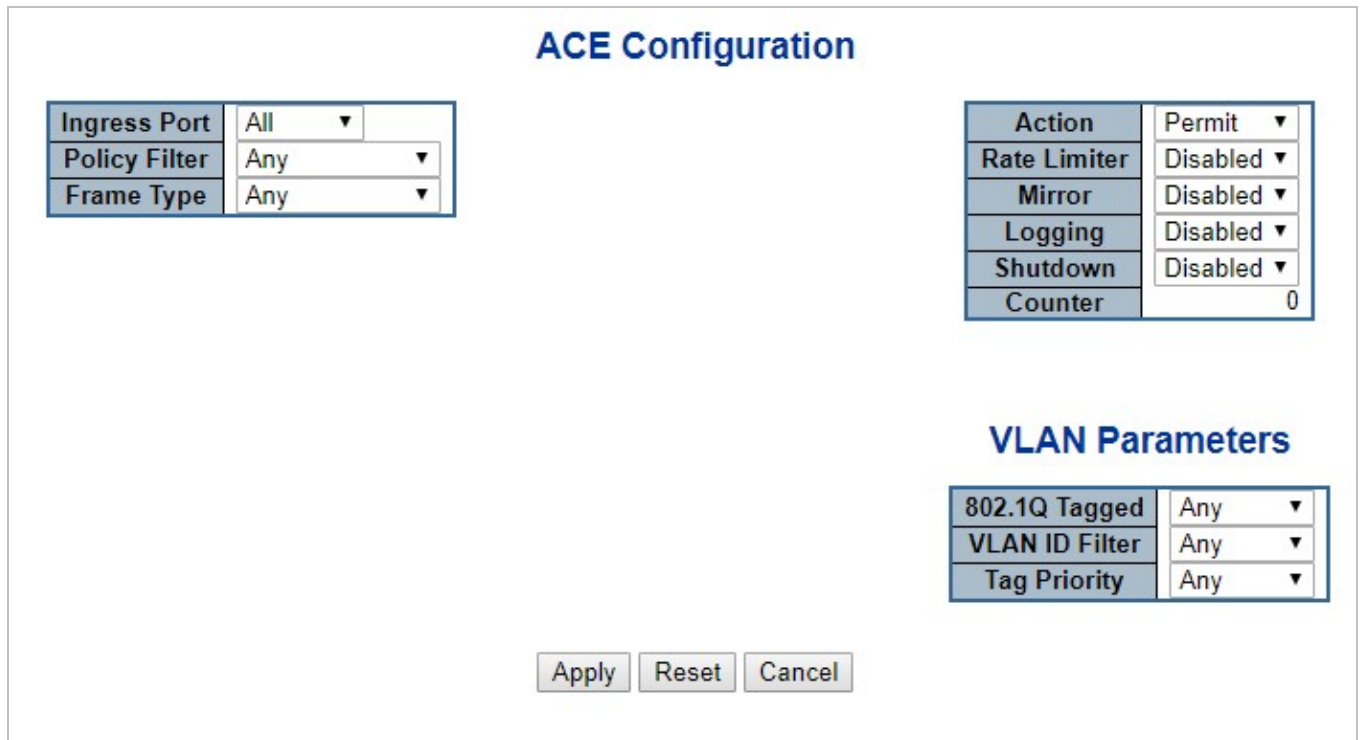 ACE Configuration
Ingress Port All
Policy Filter Any
Frame Type Any
Action Permit
Rate Limiter Disabled
Mirror Disabled
Logging Disabled
Shutdown Disabled
Counter 0
VLAN Parameters
802.1Q Tagged Any
VLAN ID Filter Any
Tag Priority Any
Apply Reset Cancel